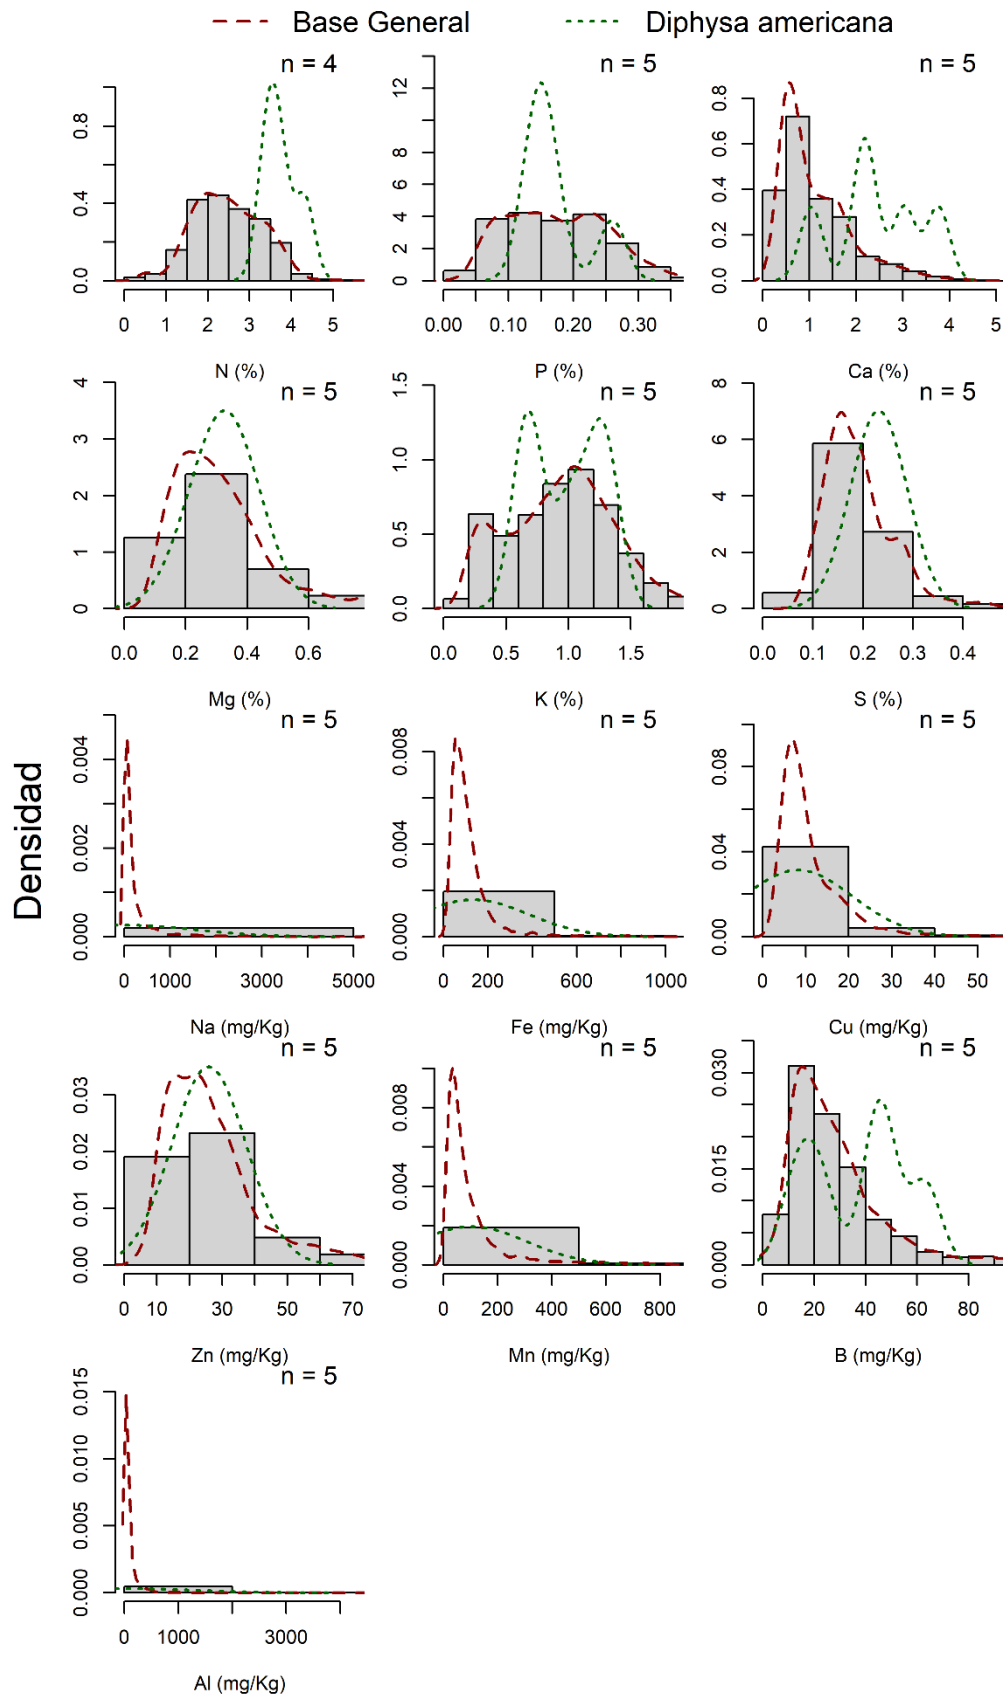 Base General
Diphysa americana
Densidad
n = 4
0.0 0.4 0.8
0 1 2 3 4 5
N (%)
n = 5
0 2 4 6 8 10 12
0.00 0.10 0.20 0.30
P (%)
n = 5
0.0 0.2 0.4 0.6 0.8
0 1 2 3 4 5
Ca (%)
n = 5
0 1 2 3 4
0.0 0.2 0.4 0.6
Mg (%)
n = 5
0.0 0.5 1.0 1.5
0.0 0.5 1.0 1.5
K (%)
n = 5
0 2 4 6 8
0.0 0.1 0.2 0.3 0.4
S (%)
n = 5
0.000 0.002 0.004
0 1000 3000 5000
Na (mg/Kg)
n = 5
0.000 0.004 0.008
0 200 600 1000
Fe (mg/Kg)
n = 5
0.00 0.04 0.08
0 10 20 30 40 50
Cu (mg/Kg)
n = 5
0.00 0.01 0.02 0.03
0 10 30 50 70
Zn (mg/Kg)
n = 5
0.000 0.004 0.008
0 200 400 600 800
Mn (mg/Kg)
n = 5
0.000 0.015 0.030
0 20 40 60 80
B (mg/Kg)
n = 5
0.000 0.005 0.010 0.015
0 1000 3000
Al (mg/Kg)